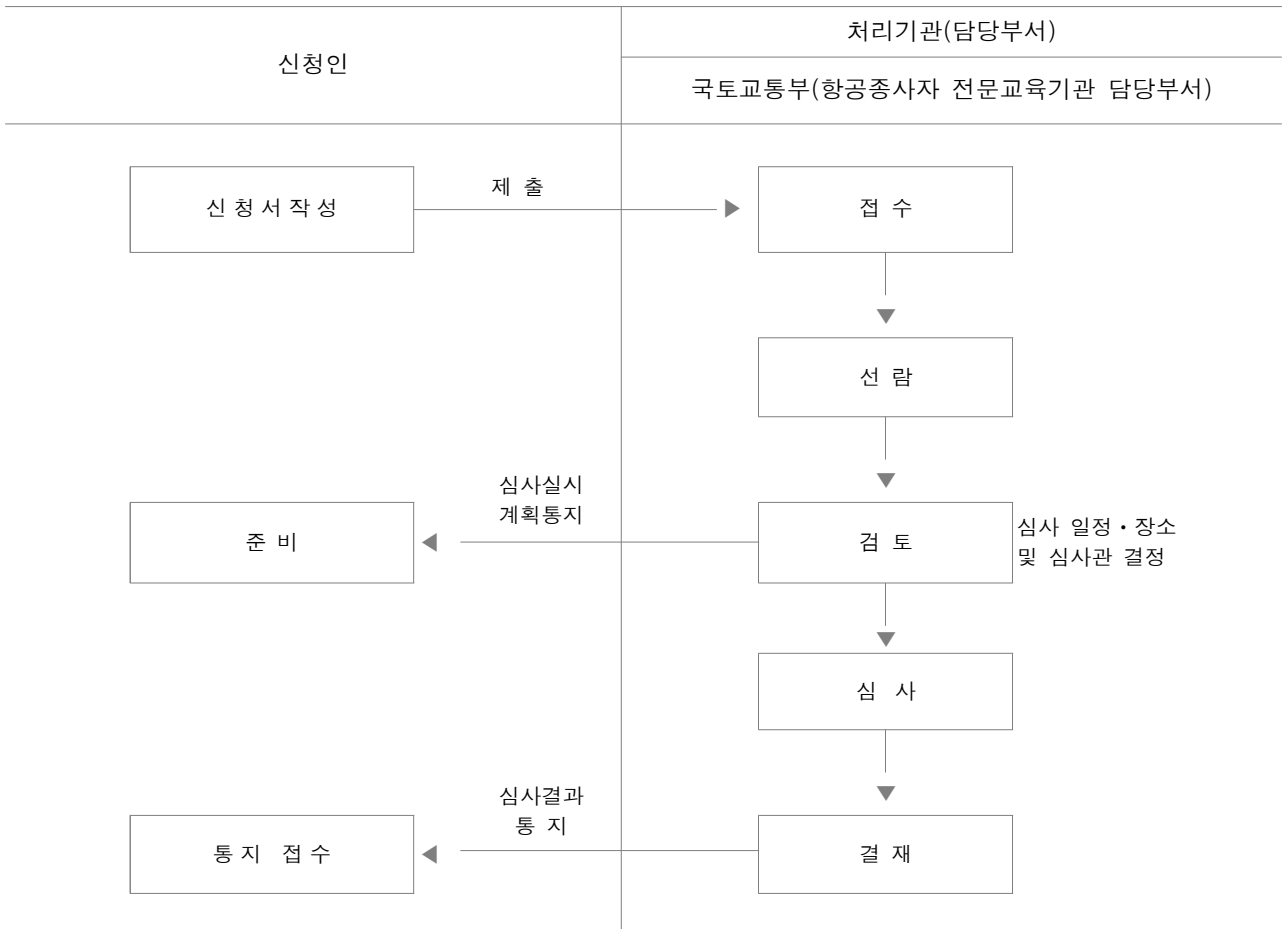 신청인
처리기관(담당부서)
국토교통부(항공종사자 전문교육기관 담당부서)
신 청 서 작 성
제 출
접 수
선 람
심사실시
계획통지
준 비
검 토
심사 일정·장소
및 심사관 결정
심 사
심사결과
통 지
통 지 접 수
결 재